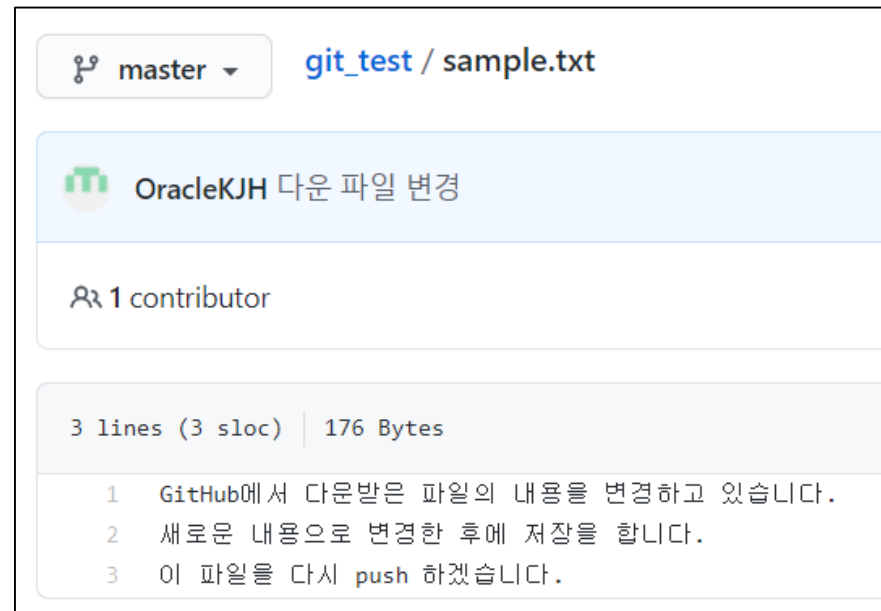 master git_test / sample.txt
OracleKJH 다운 파일 변경
1 contributor
3 lines (3 sloc) 176 Bytes
1 GitHub에서 다운받은 파일의 내용을 변경하고 있습니다.
2 새로운 내용으로 변경한 후에 저장을 합니다.
3 이 파일을 다시 push 하겠습니다.